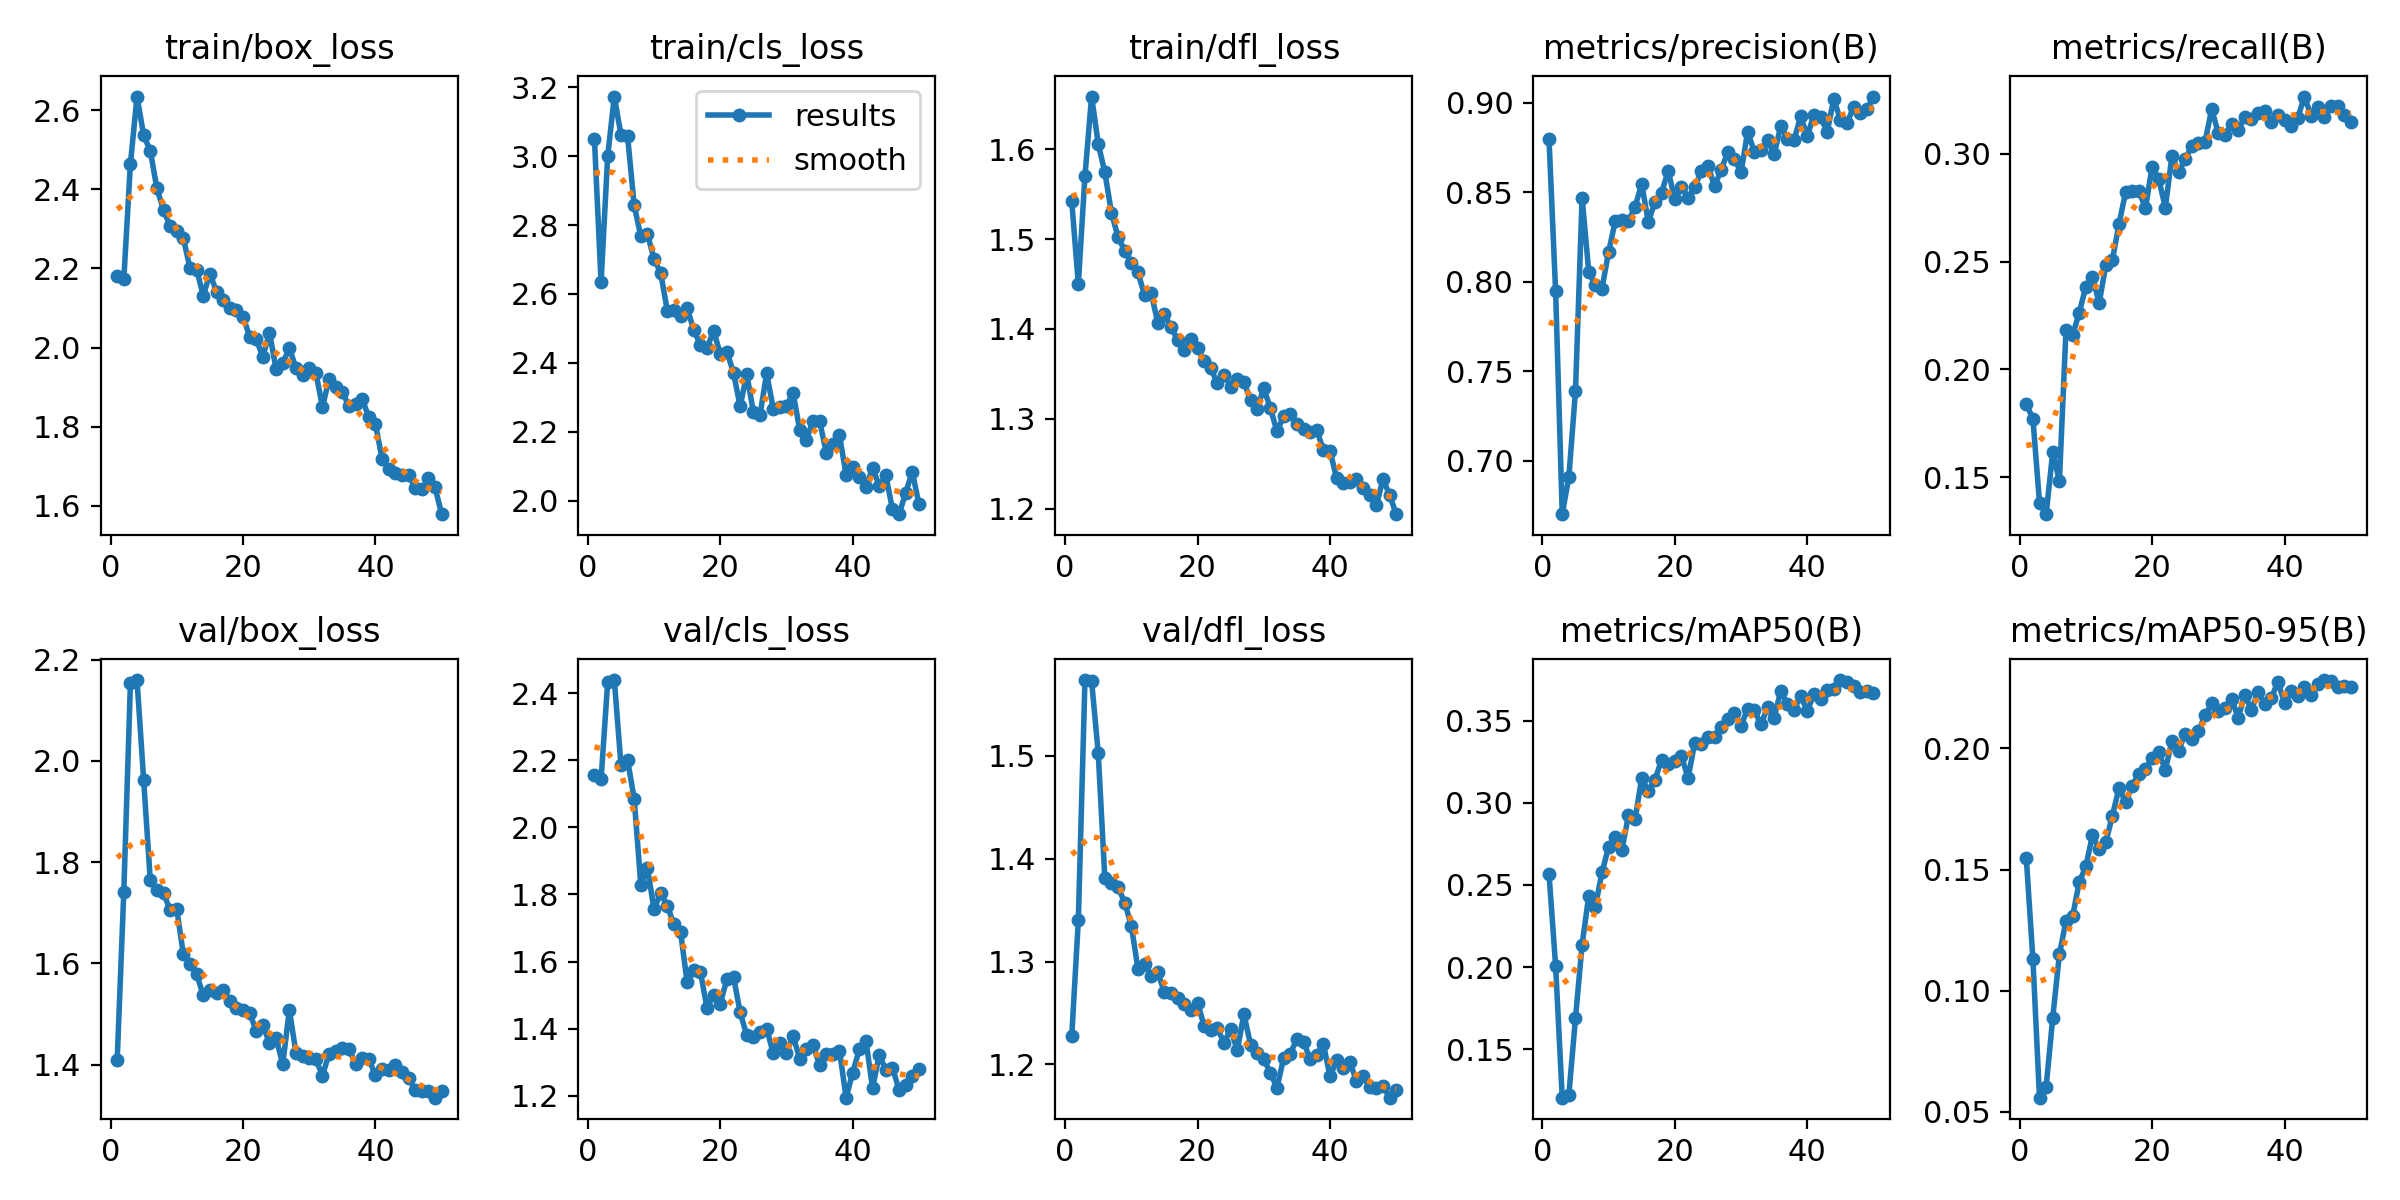 train/box_loss
2.6
2.4
2.2
2.0
1.8
1.6
0 20 40
train/cls_loss
results
smooth
3.2
3.0
2.8
2.6
2.4
2.2
2.0
0 20 40
train/dfl_loss
1.6
1.5
1.4
1.3
1.2
0 20 40
metrics/precision(B)
0.90
0.85
0.80
0.75
0.70
0 20 40
metrics/recall(B)
0.30
0.25
0.20
0.15
0 20 40
val/box_loss
2.2
2.0
1.8
1.6
1.4
0 20 40
val/cls_loss
2.4
2.2
2.0
1.8
1.6
1.4
1.2
0 20 40
val/dfl_loss
1.5
1.4
1.3
1.2
0 20 40
metrics/mAP50(B)
0.35
0.30
0.25
0.20
0.15
0 20 40
metrics/mAP50-95(B)
0.20
0.15
0.10
0.05
0 20 40